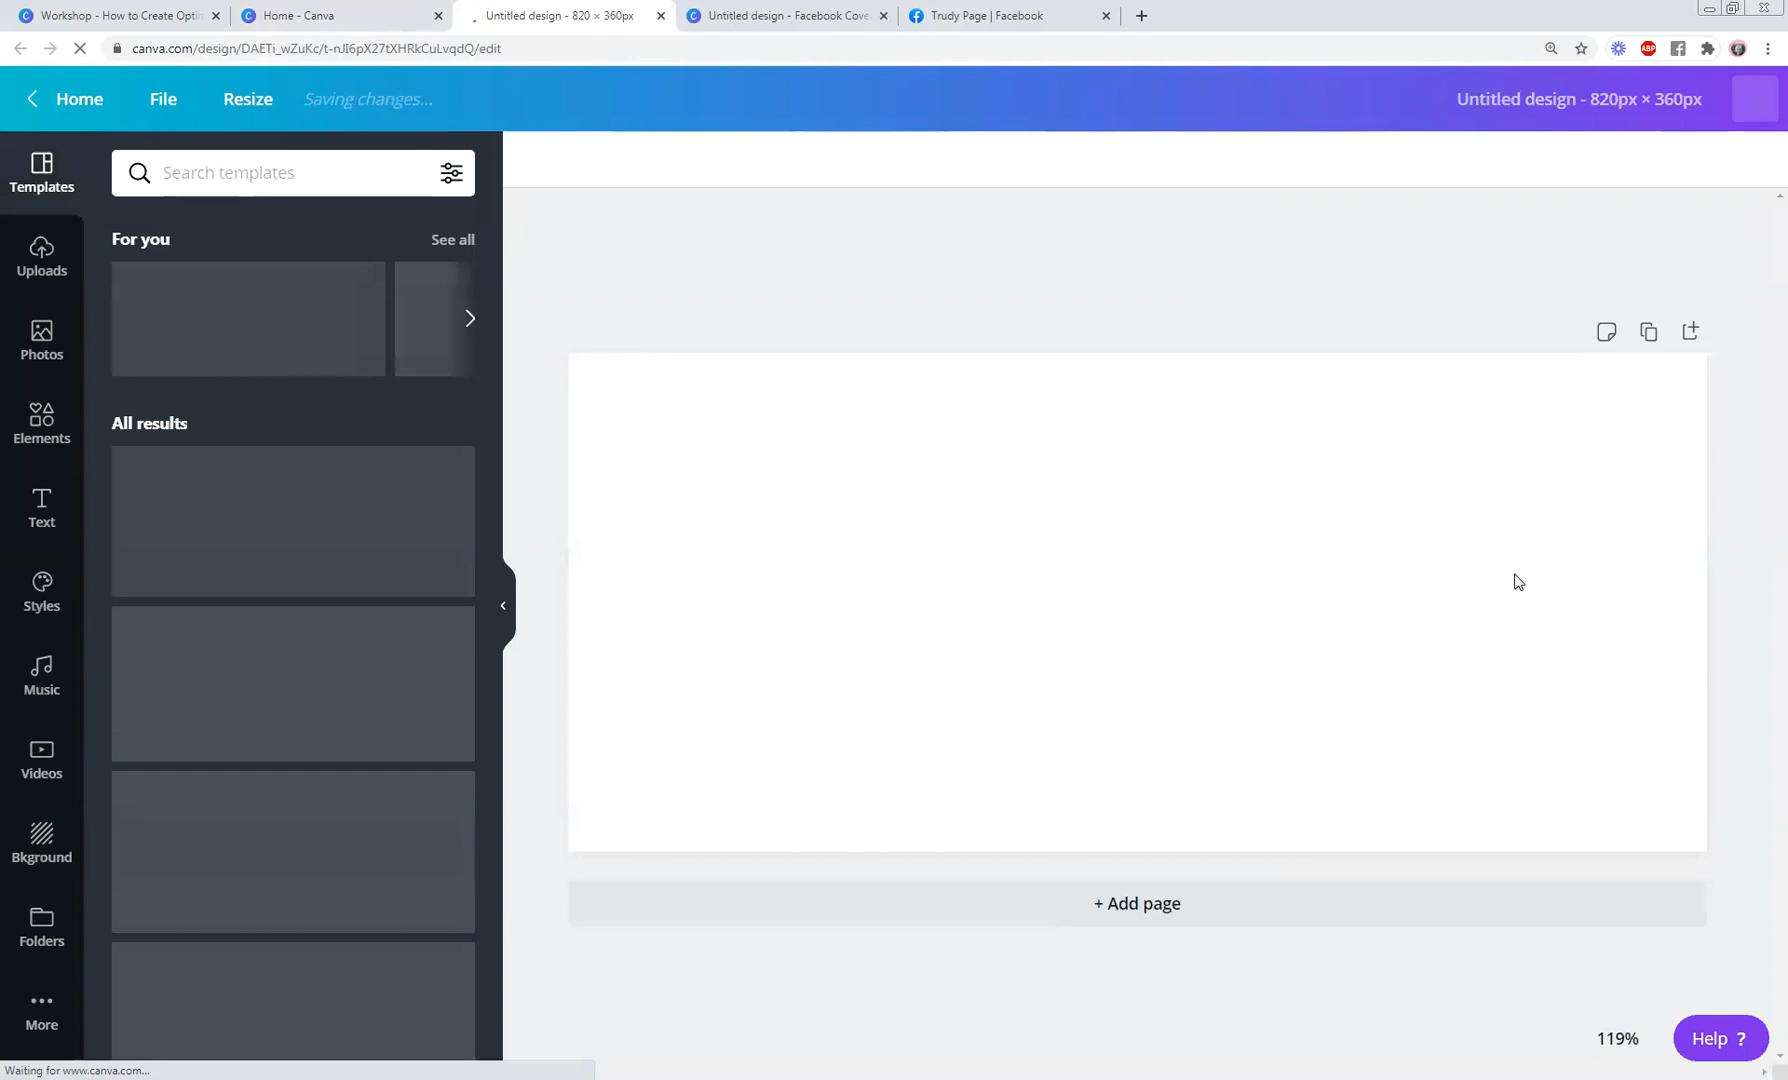 Workshop - How to Create Optim
Home - Canva
Untitled design - 820 × 360px
Untitled design - Facebook Cove
Trudy Page | Facebook
canva.com/design/DAETi_wZuKc/t-nJI6pX27tXHRkCuLvqdQ/edit
ABP
Home
File
Resize
Saving changes...
Untitled design - 820px × 360px
Templates
Search templates
For you
See all
Uploads
Photos
All results
Elements
Text
Styles
Music
Videos
Bkground
+ Add page
Folders
More
119%
Help ?
Waiting for www.canva.com...